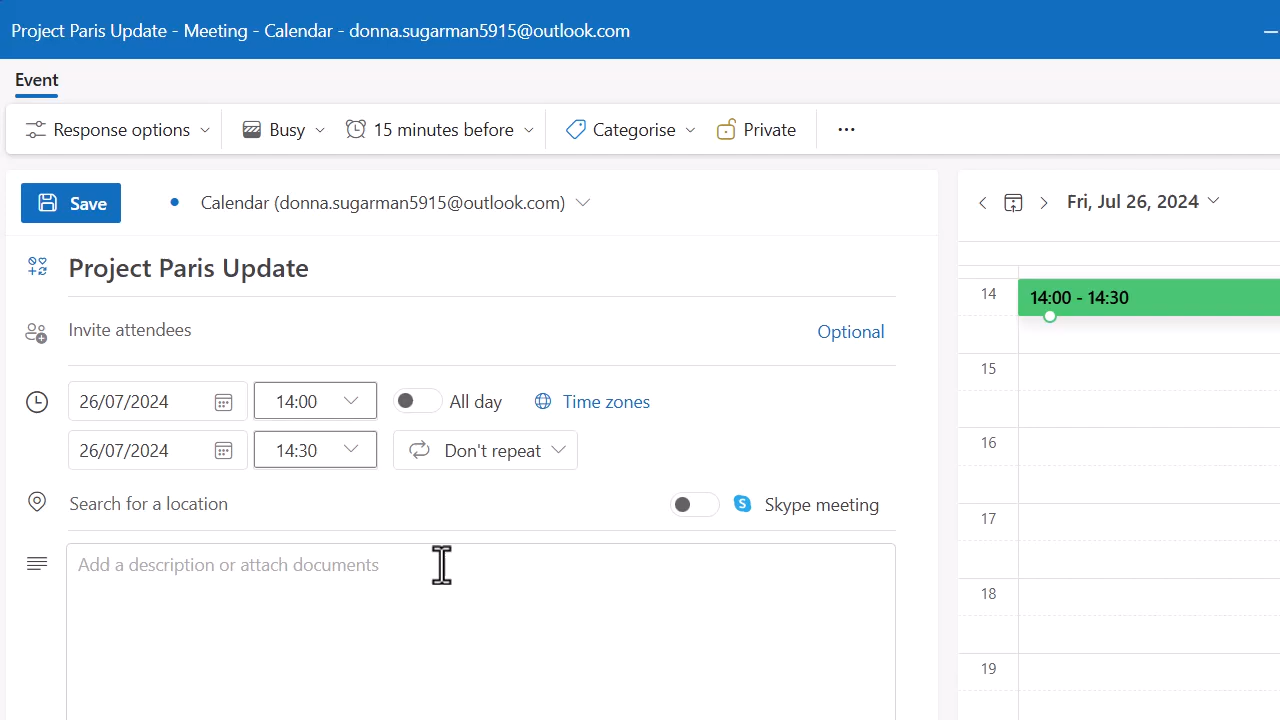 Project Paris Update - Meeting - Calendar - donna.sugarman5915@outlook.com
Event
Response options Busy 15 minutes before Categorise Private ...
Save Calendar (donna.sugarman5915@outlook.com) Fri, Jul 26, 2024
Project Paris Update
Invite attendees Optional
26/07/2024 14:00 All day Time zones
26/07/2024 14:30 Don't repeat
Search for a location Skype meeting
Add a description or attach documents
14 14:00 - 14:30
15
16
17
18
19